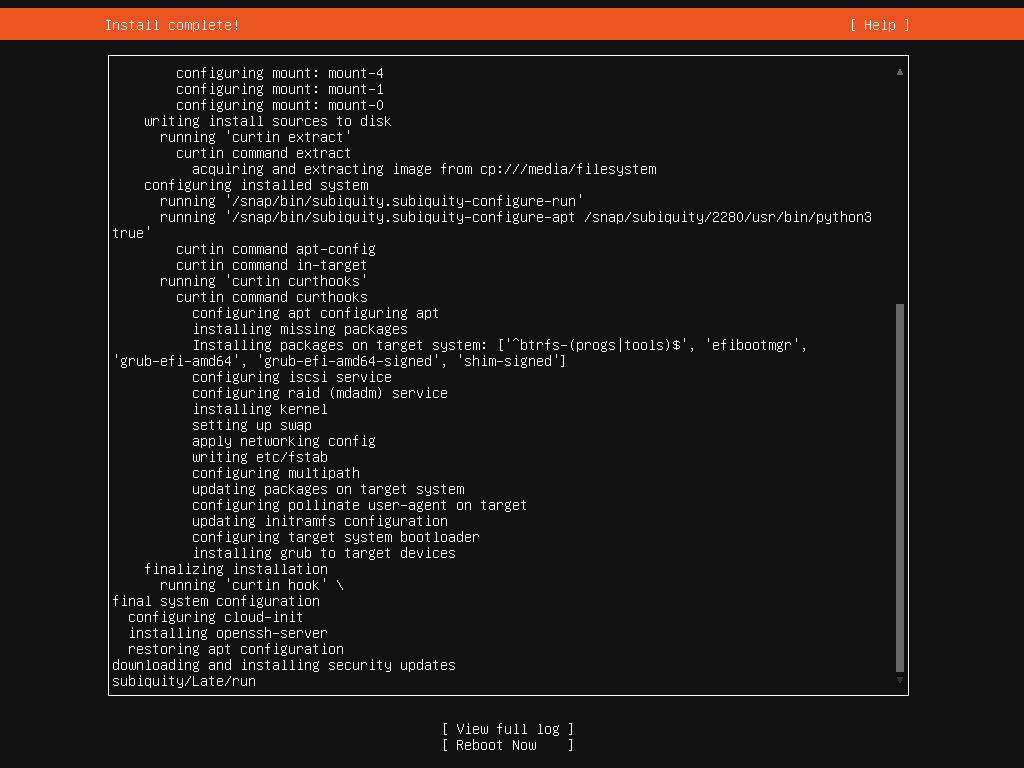 Install complete! [ Help ]
configuring mount: mount-4
configuring mount: mount-1
configuring mount: mount-0
writing install sources to disk
running 'curtin extract'
curtin command extract
acquiring and extracting image from cp:///media/filesystem
configuring installed system
running '/snap/bin/subiquity.subiquity-configure-run'
running '/snap/bin/subiquity.subiquity-configure-apt /snap/subiquity/2280/usr/bin/python3
true'
curtin command apt-config
curtin command in-target
running 'curtin curthooks'
curtin command curthooks
configuring apt configuring apt
installing missing packages
Installing packages on target system: ['^btrfs-(progs|tools)$', 'efibootmgr',
'grub-efi-amd64', 'grub-efi-amd64-signed', 'shim-signed']
configuring iscsi service
configuring raid (mdadm) service
installing kernel
setting up swap
apply networking config
writing etc/fstab
configuring multipath
updating packages on target system
configuring pollinate user-agent on target
updating initramfs configuration
configuring target system bootloader
installing grub to target devices
finalizing installation
running 'curtin hook' \
final system configuration
configuring cloud-init
installing openssh-server
restoring apt configuration
downloading and installing security updates
subiquity/Late/run
[ View full log ]
[ Reboot Now ]